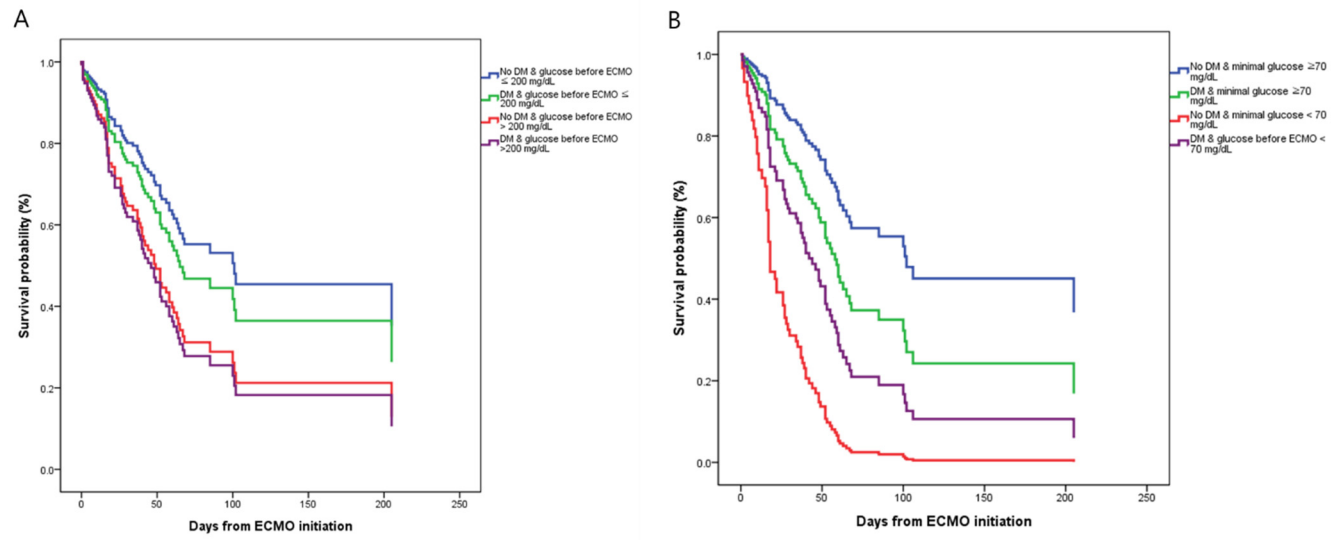 A
1.0
0.8
0.6
0.4
0.2
0.0
Survival probability (%)
0
50
100
150
200
250
Days from ECMO initiation
No DM & glucose before ECMO
≤ 200 mg/dL
DM & glucose before ECMO ≤
200 mg/dL
No DM & glucose before ECMO
> 200 mg/dL
DM & glucose before ECMO
>200 mg/dL
B
1.0
0.8
0.6
0.4
0.2
0.0
Survival probability (%)
0
50
100
150
200
250
Days from ECMO initiation
No DM & minimal glucose ≥70
mg/dL
DM & minimal glucose ≥70
mg/dL
No DM & minimal glucose < 70
mg/dL
DM & glucose before ECMO <
70 mg/dL